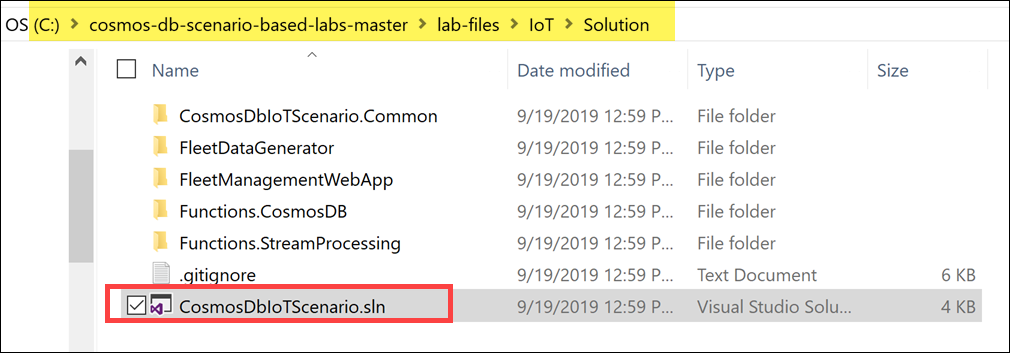 OS (C:) > cosmos-db-scenario-based-labs-master > lab-files > IoT > Solution
Name Date modified Type Size
CosmosDbIoTScenario.Common 9/19/2019 12:59 P... File folder
FleetDataGenerator 9/19/2019 12:59 P... File folder
FleetManagementWebApp 9/19/2019 12:59 P... File folder
Functions.CosmosDB 9/19/2019 12:59 P... File folder
Functions.StreamProcessing 9/19/2019 12:59 P... File folder
.gitignore 9/19/2019 12:59 P... Text Document 6 KB
CosmosDbIoTScenario.sln 9/19/2019 12:59 P... Visual Studio Solu... 4 KB